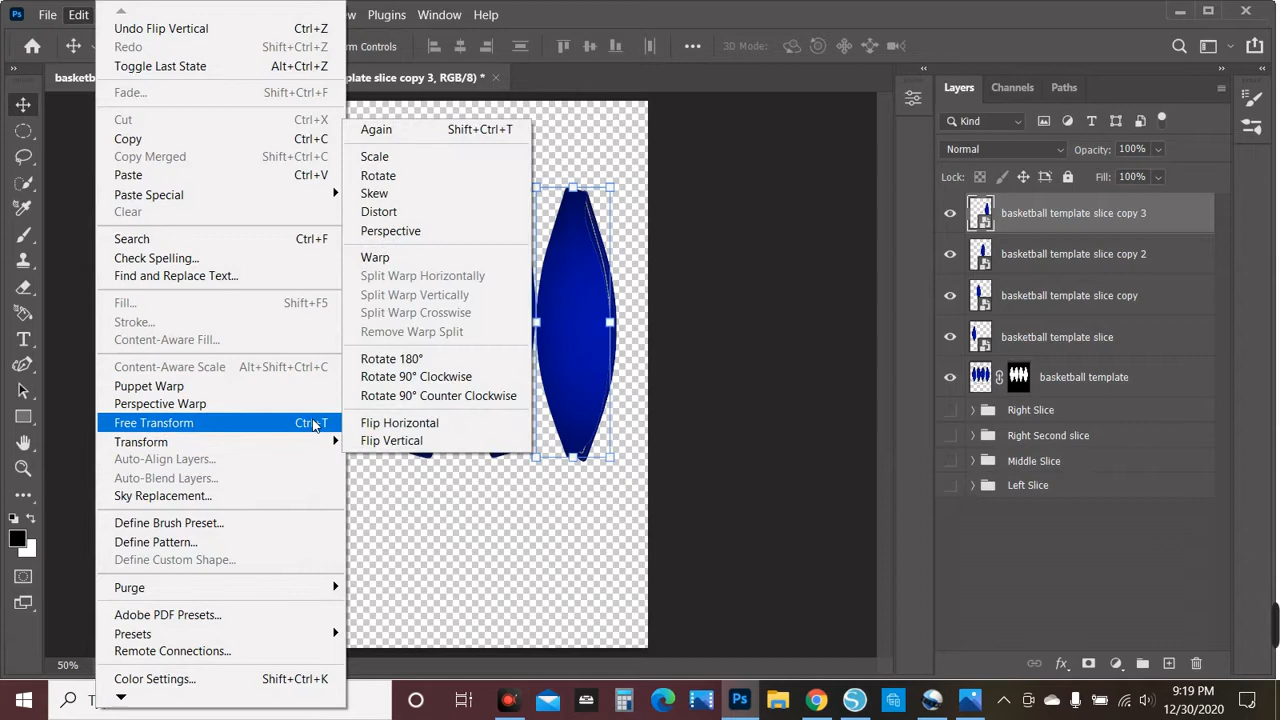 Ps File Edit Plugins Window Help
rm Controls
3D Mode:
basketb
plate slice copy 3, RGB/8) *
Undo Flip Vertical Ctrl+Z
Redo Shift+Ctrl+Z
Toggle Last State Alt+Ctrl+Z
Fade... Shift+Ctrl+F
Cut Ctrl+X
Copy Ctrl+C
Copy Merged Shift+Ctrl+C
Paste Ctrl+V
Paste Special
Clear
Search Ctrl+F
Check Spelling...
Find and Replace Text...
Fill... Shift+F5
Stroke...
Content-Aware Fill...
Content-Aware Scale Alt+Shift+Ctrl+C
Puppet Warp
Perspective Warp
Free Transform Ctrl+T
Transform
Auto-Align Layers...
Auto-Blend Layers...
Sky Replacement...
Define Brush Preset...
Define Pattern...
Define Custom Shape...
Purge
Adobe PDF Presets...
Presets
Remote Connections...
Color Settings... Shift+Ctrl+K
Again Shift+Ctrl+T
Scale
Rotate
Skew
Distort
Perspective
Warp
Split Warp Horizontally
Split Warp Vertically
Split Warp Crosswise
Remove Warp Split
Rotate 180°
Rotate 90° Clockwise
Rotate 90° Counter Clockwise
Flip Horizontal
Flip Vertical
Layers Channels Paths
Kind
Normal Opacity: 100%
Lock: Fill: 100%
basketball template slice copy 3
basketball template slice copy 2
basketball template slice copy
basketball template slice
basketball template
Right Slice
Right Second slice
Middle Slice
Left Slice
fx
50%
T
Ps
9:19 PM
12/30/2020